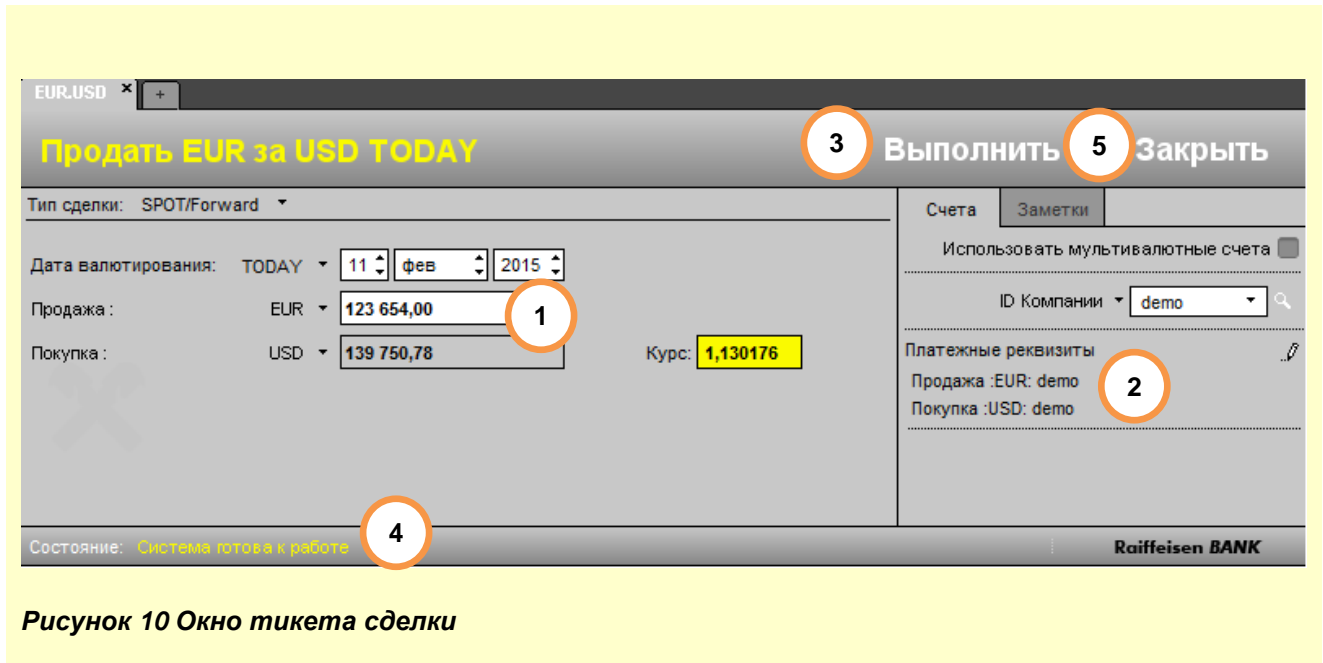 EUR.USD × +
Продать EUR за USD TODAY 3 Выполнить 5 Закрыть
Тип сделки: SPOT/Forward
Счета Заметки
Использовать мультивалютные счета
Дата валютирования: TODAY 11 фев 2015
ID Компании demo
Продажа : EUR 123 654,00 1
Покупка : USD 139 750,78 Курс: 1,130176
Платежные реквизиты
Продажа :EUR: demo 2
Покупка :USD: demo
Состояние: Система готова к работе 4 Raiffeisen BANK
Рисунок 10 Окно тикета сделки